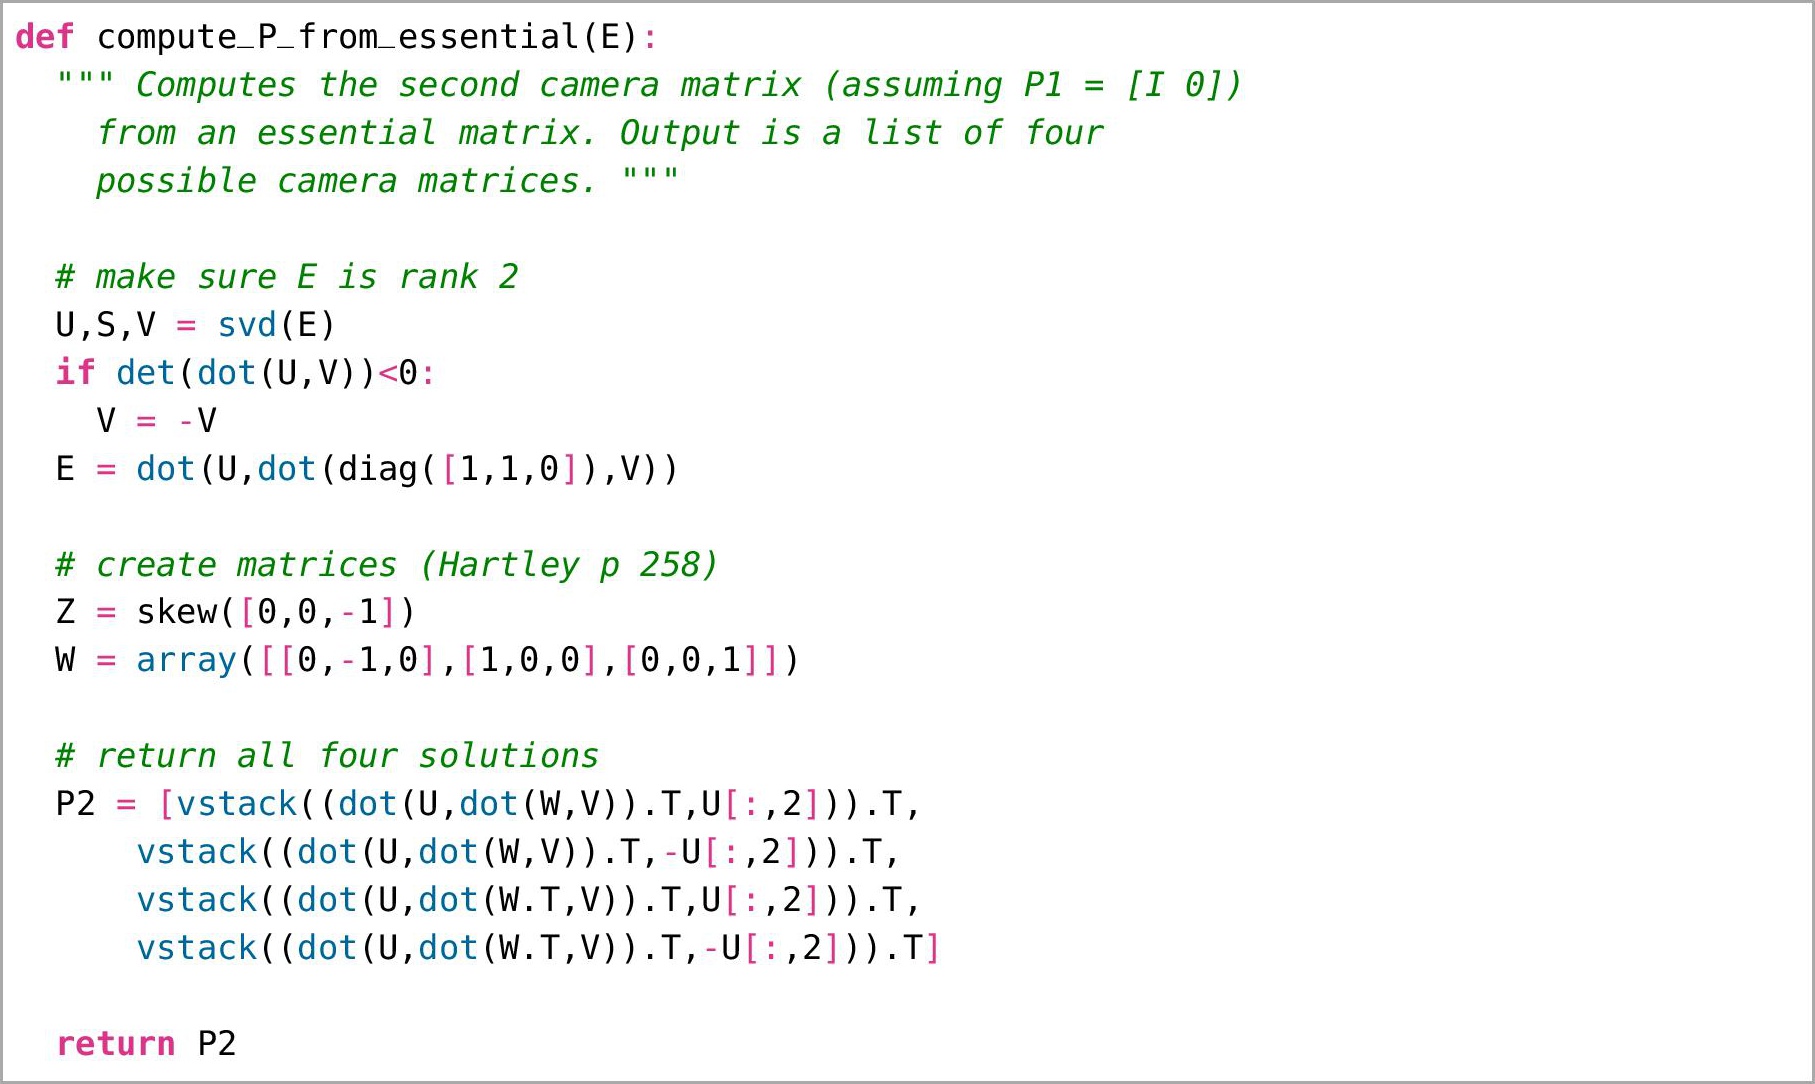 def compute_P_from_essential(E):
  """ Computes the second camera matrix (assuming P1 = [I 0])
    from an essential matrix. Output is a list of four
    possible camera matrices. """

  # make sure E is rank 2
  U,S,V = svd(E)
  if det(dot(U,V))<0:
    V = -V
  E = dot(U,dot(diag([1,1,0]),V))

  # create matrices (Hartley p 258)
  Z = skew([0,0,-1])
  W = array([[0,-1,0],[1,0,0],[0,0,1]])

  # return all four solutions
  P2 = [vstack((dot(U,dot(W,V)).T,U[:,2])).T,
      vstack((dot(U,dot(W,V)).T,-U[:,2])).T,
      vstack((dot(U,dot(W.T,V)).T,U[:,2])).T,
      vstack((dot(U,dot(W.T,V)).T,-U[:,2])).T]

  return P2